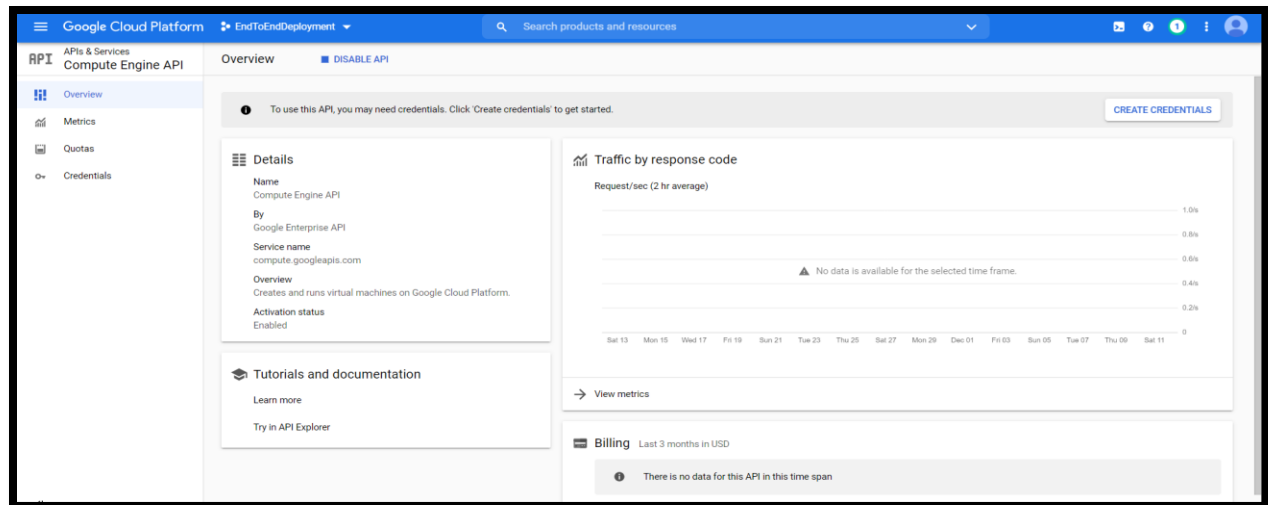 Google Cloud Platform
EndToEndDeployment
Search products and resources
1
API
APIs & Services
Compute Engine API
Overview
DISABLE API
Overview
Metrics
Quotas
Credentials
To use this API, you may need credentials. Click 'Create credentials' to get started.
CREATE CREDENTIALS
Details
Name
Compute Engine API
By
Google Enterprise API
Service name
compute.googleapis.com
Overview
Creates and runs virtual machines on Google Cloud Platform.
Activation status
Enabled
Tutorials and documentation
Learn more
Try in API Explorer
Traffic by response code
Request/sec (2 hr average)
1.0/s
0.8/s
0.6/s
No data is available for the selected time frame.
0.4/s
0.2/s
0
Sat 13 Mon 15 Wed 17 Fri 19 Sun 21 Tue 23 Thu 25 Sat 27 Mon 29 Dec 01 Fri 03 Sun 05 Tue 07 Thu 09 Sat 11
View metrics
Billing Last 3 months in USD
There is no data for this API in this time span